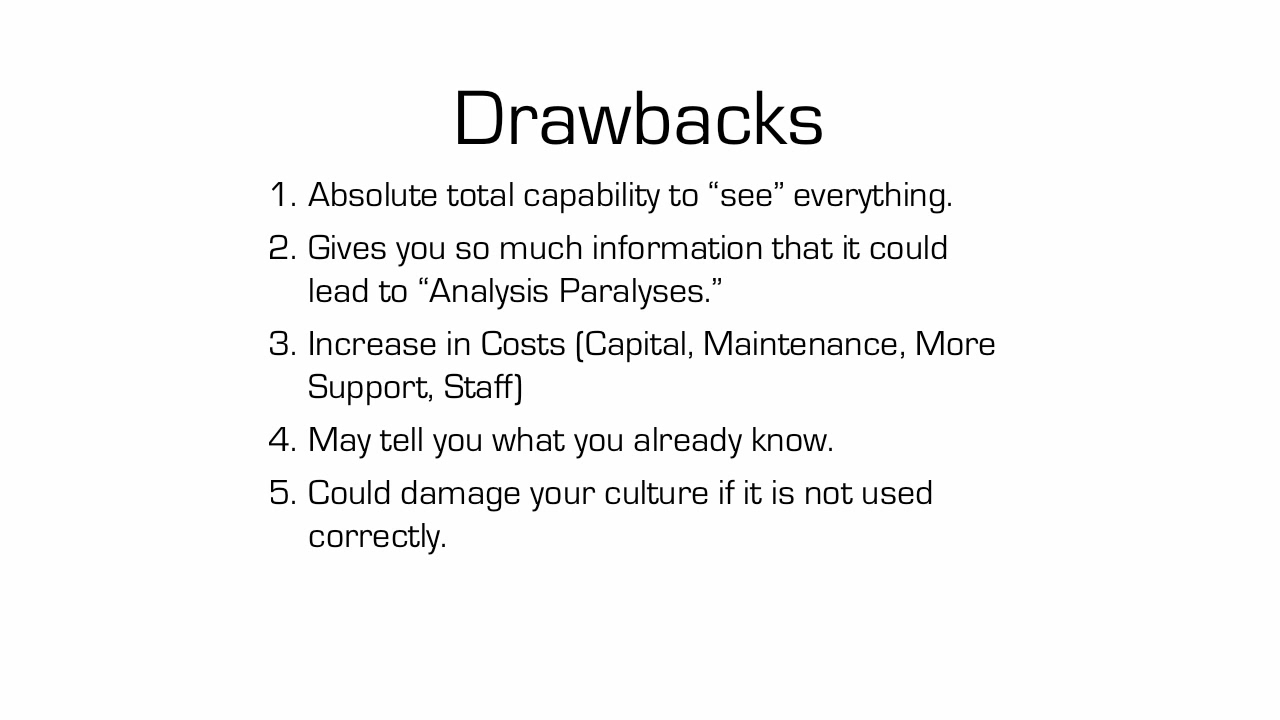 Drawbacks
1. Absolute total capability to “see” everything.
2. Gives you so much information that it could
lead to “Analysis Paralyses.”
3. Increase in Costs (Capital, Maintenance, More
Support, Staff)
4. May tell you what you already know.
5. Could damage your culture if it is not used
correctly.